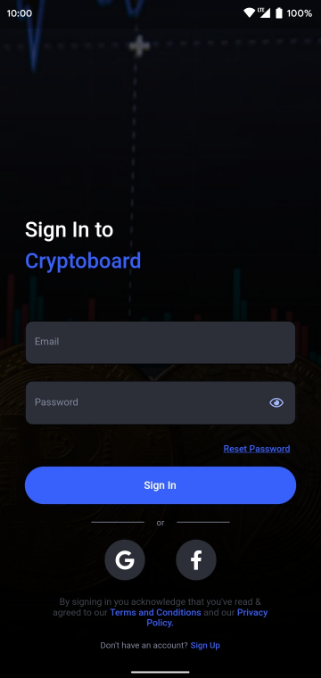 10:00
LTE
100%
Sign In to
Cryptoboard
Email
Password
Reset Password
Sign In
or
G f
By signing in you acknowledge that you've read &
agreed to our Terms and Conditions and our Privacy
Policy.
Don't have an account? Sign Up